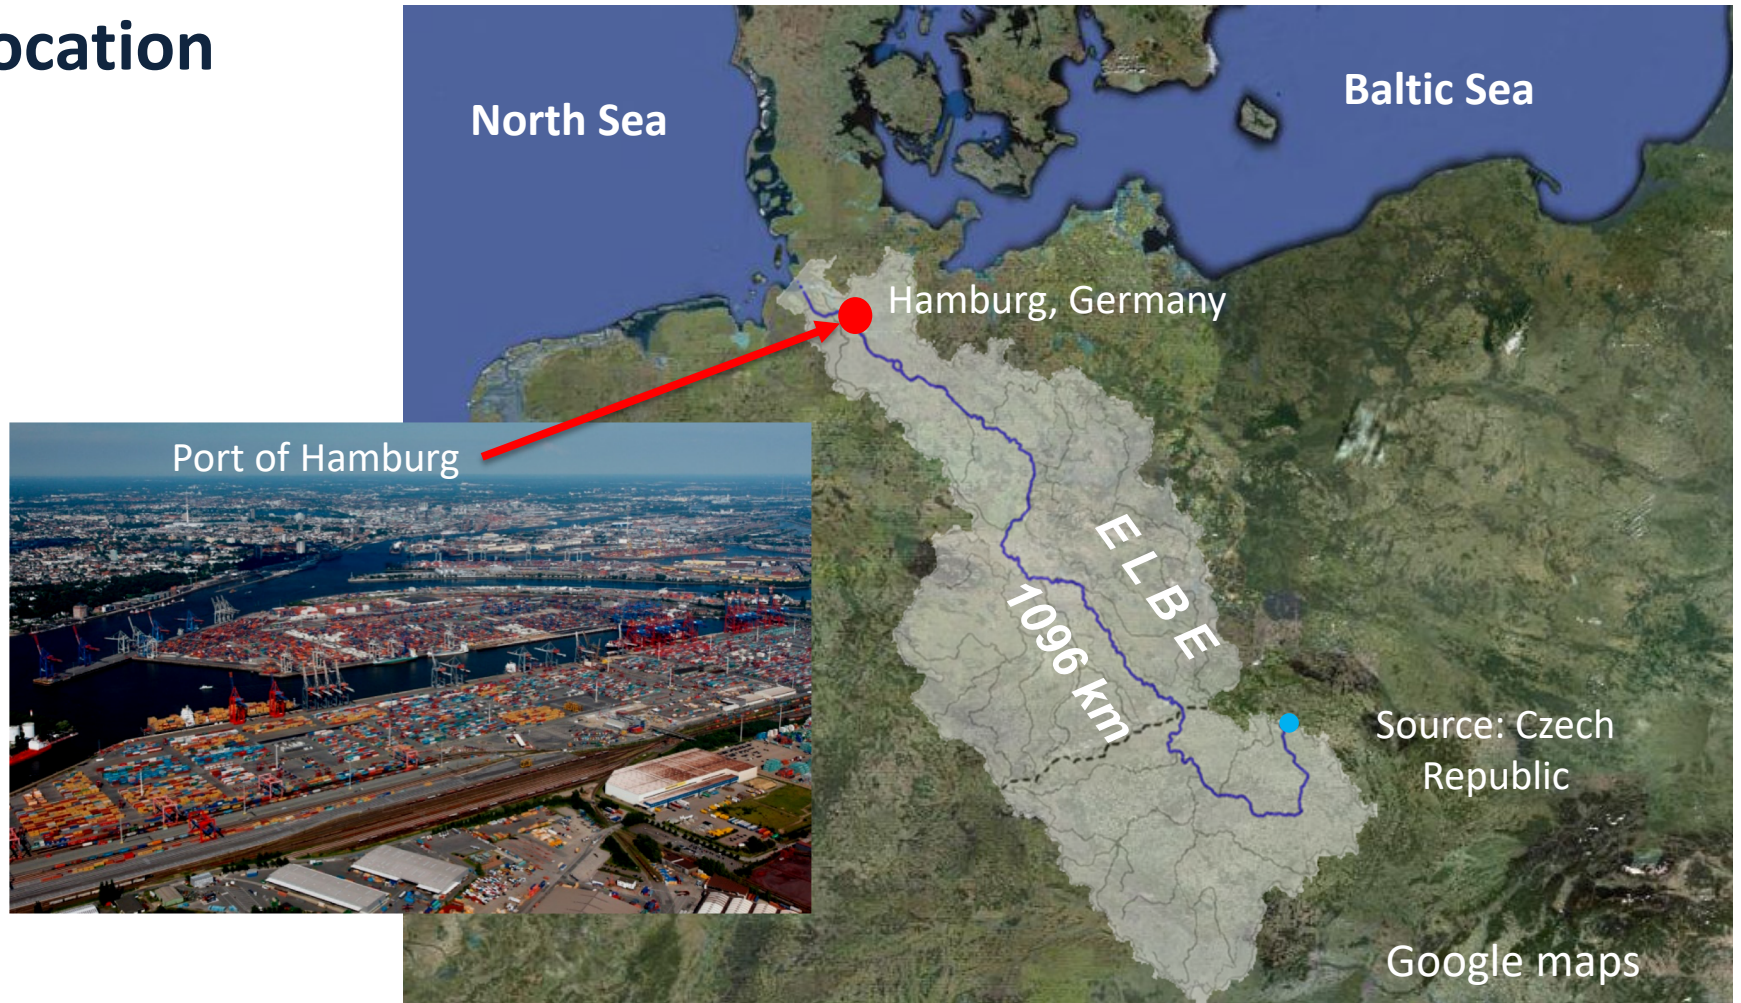 ocation
North Sea
Baltic Sea
Hamburg, Germany
Port of Hamburg
ELBE
1096 km
Source: Czech
Republic
Google maps